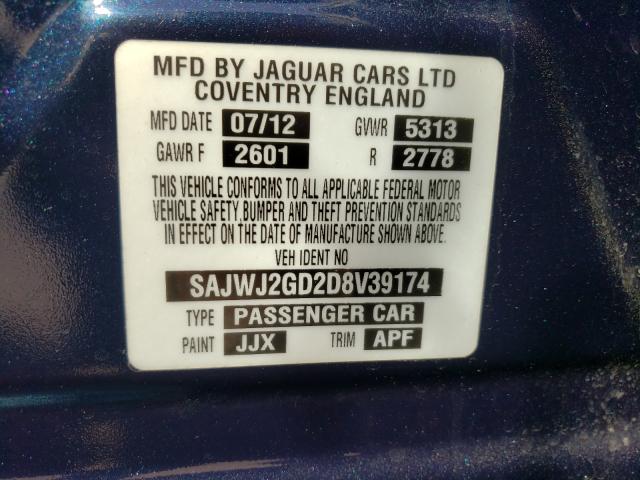 MFD BY JAGUAR CARS LTD
COVENTRY ENGLAND
MFD DATE 07/12 GVWR 5313
GAWR F 2601 R 2778
THIS VEHICLE CONFORMS TO ALL APPLICABLE FEDERAL MOTOR
VEHICLE SAFETY,BUMPER AND THEFT PREVENTION STANDARDS
IN EFFECT ON THE DATE OF MANUFACTURE SHOWN ABOVE.
VEH IDENT NO
SAJWJ2GD2D8V39174
TYPE PASSENGER CAR
PAINT JJX TRIM APF